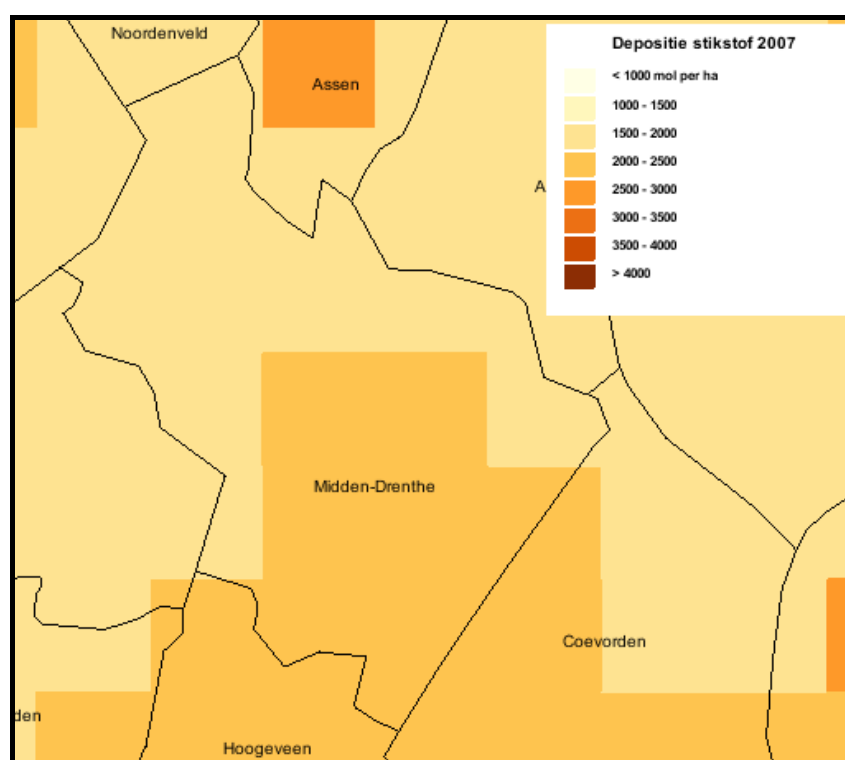 Noordenveld
Assen
Depositie stikstof 2007
< 1000 mol per ha
1000 - 1500
1500 - 2000
2000 - 2500
2500 - 3000
3000 - 3500
3500 - 4000
> 4000
A
Midden-Drenthe
Coevorden
den
Hoogeveen